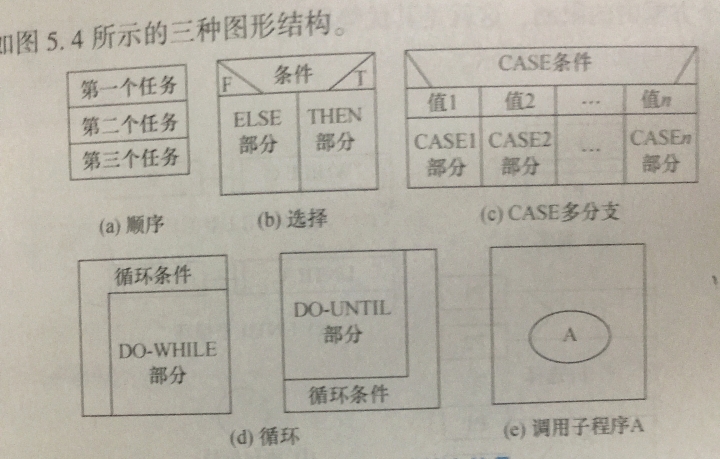 如图 5.4 所示的三种图形结构。
第一个任务
第二个任务
第三个任务
(a) 顺序
F 条件 T
ELSE 部分
THEN 部分
(b) 选择
CASE条件
值1 值2 … 值n
CASE1 部分
CASE2 部分
…
CASEn 部分
(c) CASE多分支
循环条件
DO-WHILE
部分
DO-UNTIL
部分
循环条件
(d) 循环
A
(e) 调用子程序A